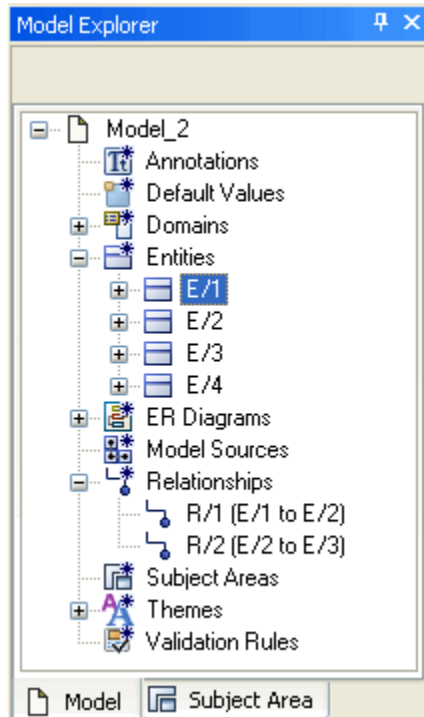 Model Explorer
Model_2
Annotations
Default Values
Domains
Entities
E/1
E/2
E/3
E/4
ER Diagrams
Model Sources
Relationships
R/1 (E/1 to E/2)
R/2 (E/2 to E/3)
Subject Areas
Themes
Validation Rules
Model Subject Area